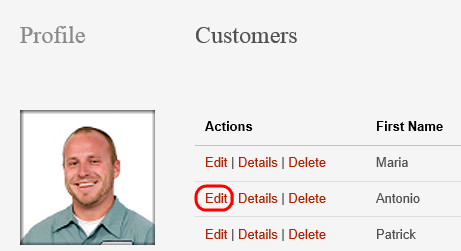 Profile
Customers
Actions First Name
Edit | Details | Delete Maria
Edit | Details | Delete Antonio
Edit | Details | Delete Patrick